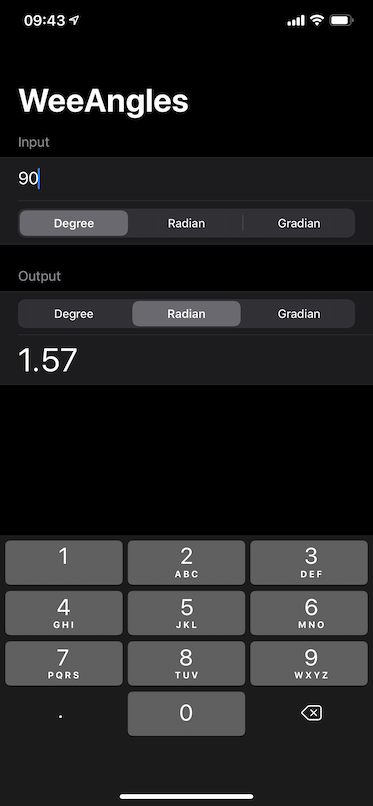 09:43
WeeAngles
Input
90
Degree Radian Gradian
Output
Degree Radian Gradian
1.57
1 2 3
ABC DEF
4 5 6
GHI JKL MNO
7 8 9
PQRS TUV WXYZ
. 0